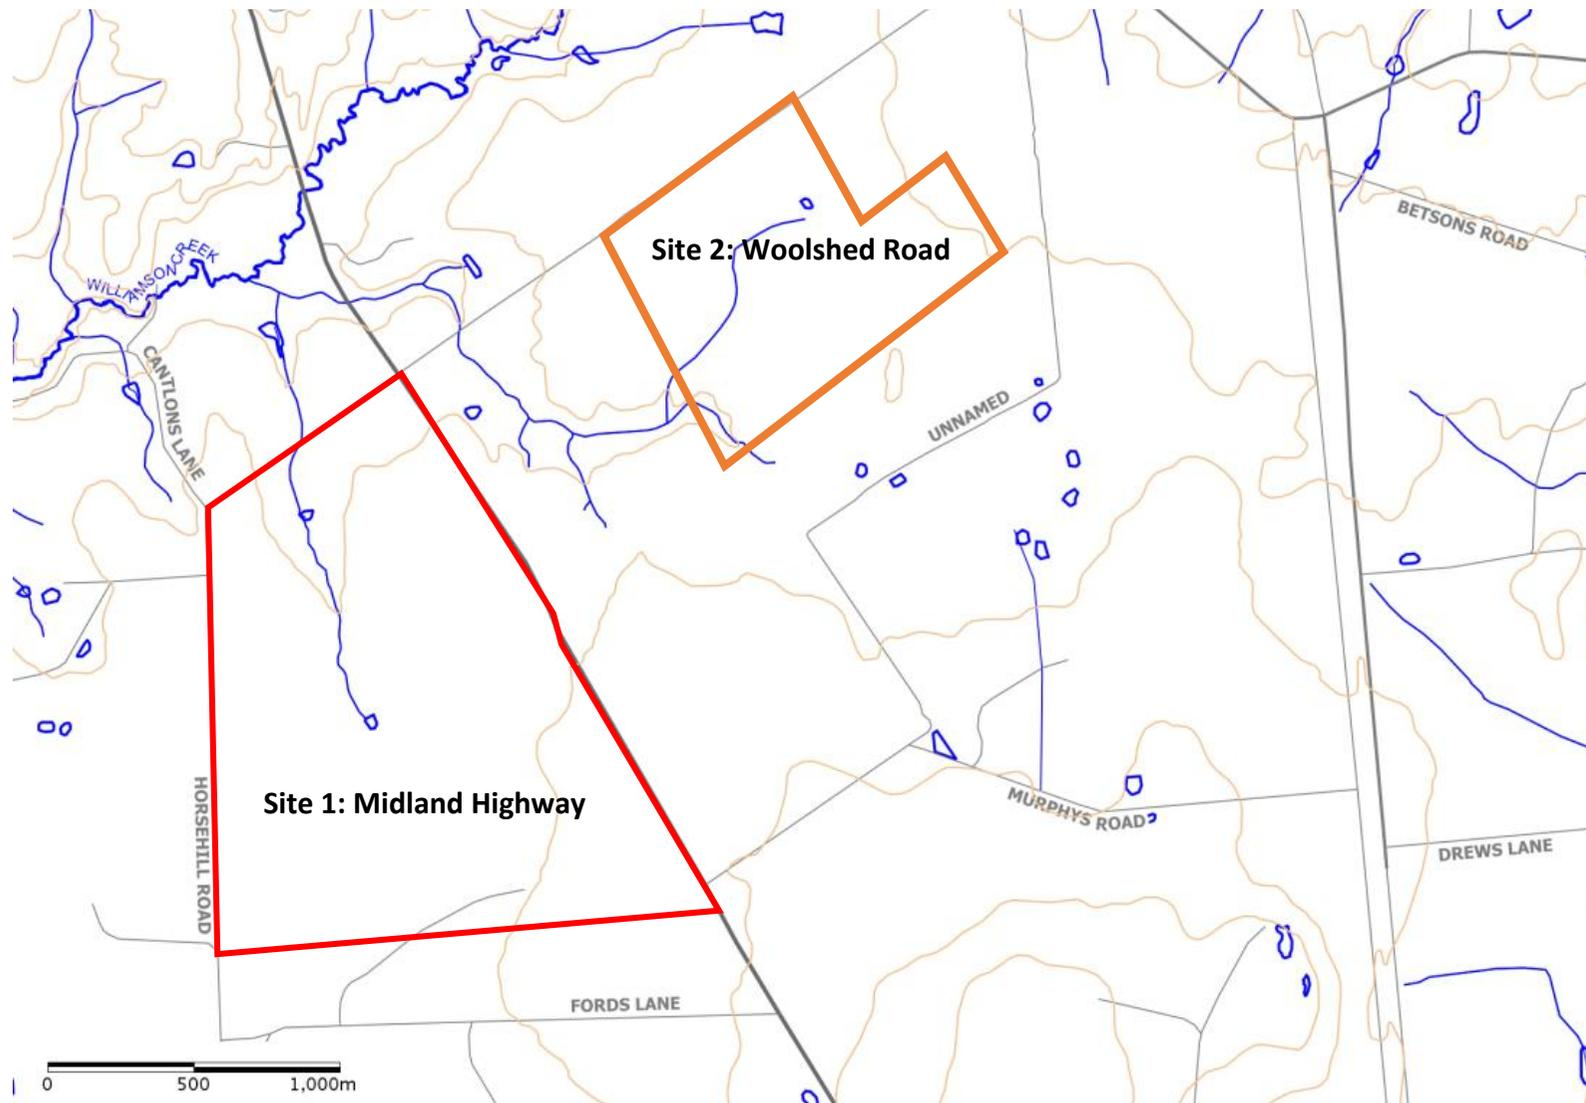 BETSONS ROAD
WILLIAMSON CREEK
Site 2: Woolshed Road
CANTLONS LANE
UNNAMED
HORSEHILL ROAD
Site 1: Midland Highway
MURPHYS ROAD
DREWS LANE
FORDS LANE
0 500 1,000m